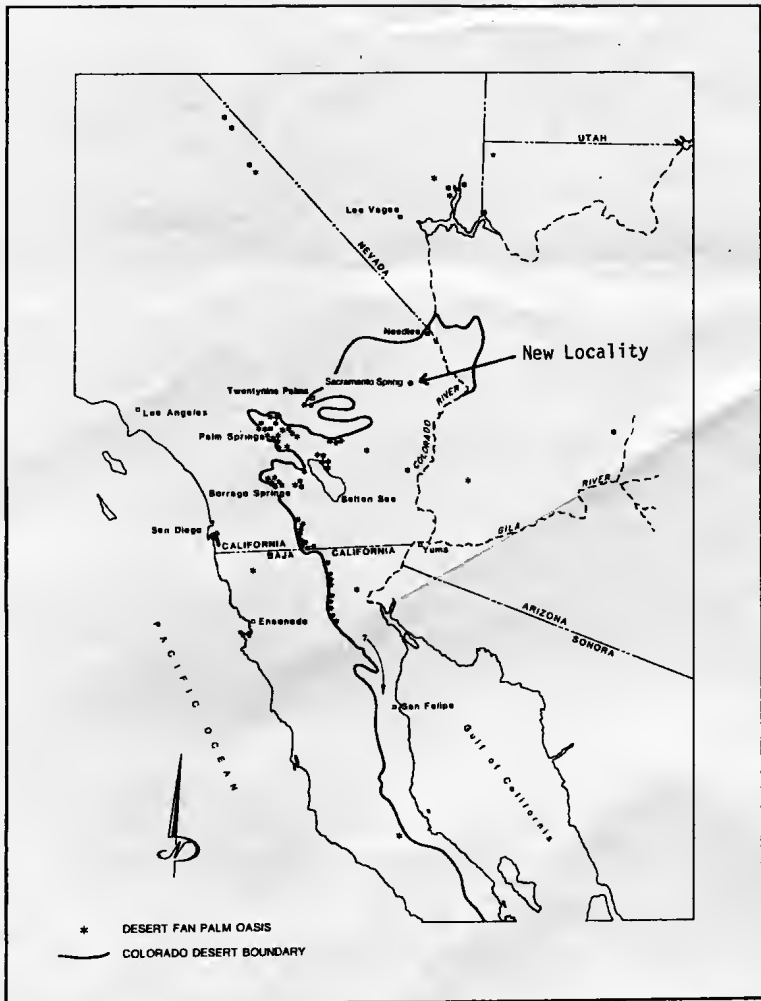 UTAH
Las Vegas
NEVADA
Needles
New Locality
Sacramento Spring
Twentynine Palms
Los Angeles
RIVER
COLORADO
Palm Springs
RIVER
Borrego Springs
Salton Sea
GILA
San Diego
CALIFORNIA CALIFORNIA
BAJA
Yuma
ARIZONA
SONORA
Ensenada
?
PACIFIC OCEAN
San Felipe
Gulf of California
N
* DESERT FAN PALM OASIS
COLORADO DESERT BOUNDARY